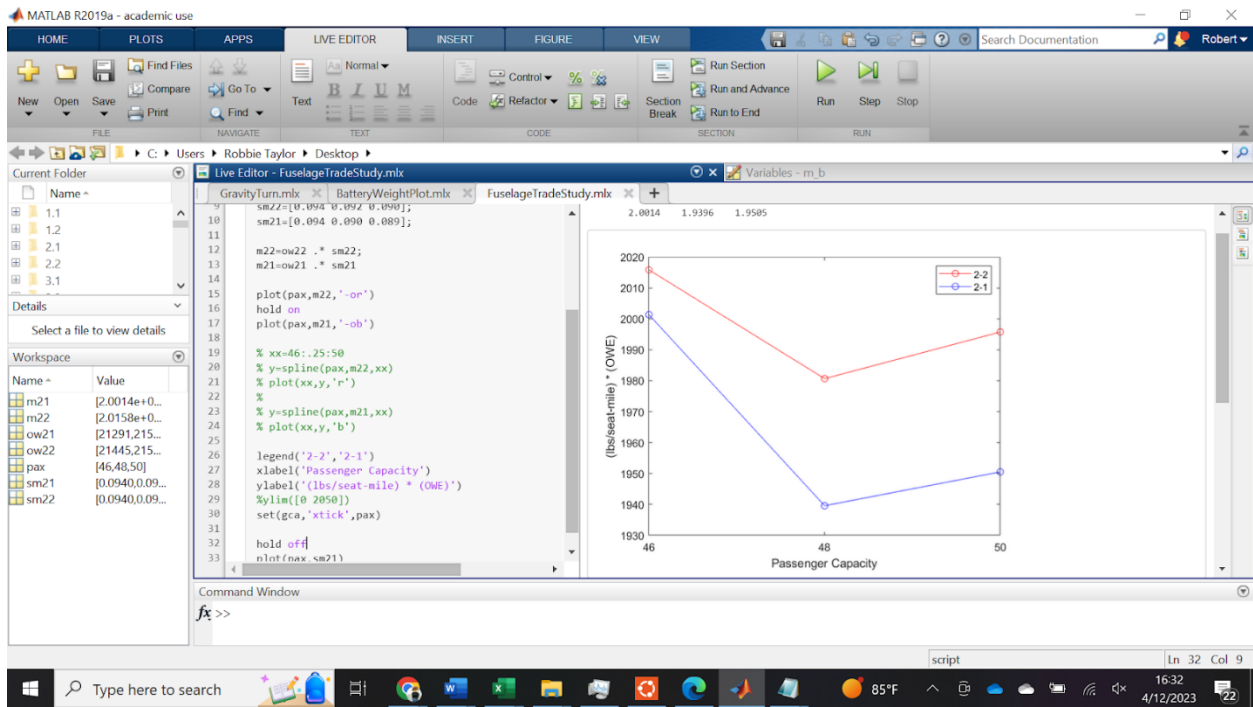 MATLAB R2019a - academic use
HOME PLOTS APPS LIVE EDITOR INSERT FIGURE VIEW Search Documentation Robert
New Open Save Find Files Compare Print
FILE
Go To Find
NAVIGATE
Text Aa Normal B I U M
TEXT
Code Control Refactor
CODE
Section Break Run Section Run and Advance Run to End
SECTION
Run Step Stop
RUN
C: Users Robbie Taylor Desktop
Current Folder
Name
1.1
1.2
2.1
2.2
3.1
Details
Select a file to view details
Workspace
Name Value
m21 [2.0014e+0...
m22 [2.0158e+0...
ow21 [21291,215...
ow22 [21445,215...
pax [46,48,50]
sm21 [0.0940,0.09...
sm22 [0.0940,0.09...
Live Editor - FuselageTradeStudy.mlx
Variables - m_b
GravityTurn.mlx BatteryWeightPlot.mlx FuselageTradeStudy.mlx
9 sm22=[0.094 0.092 0.090];
10 sm21=[0.094 0.090 0.089];
11
12 m22=ow22 .* sm22;
13 m21=ow21 .* sm21
14
15 plot(pax,m22,'-or')
16 hold on
17 plot(pax,m21,'-ob')
18
19 % xx=46:.25:50
20 % y=spline(pax,m22,xx)
21 % plot(xx,y,'r')
22 %
23 % y=spline(pax,m21,xx)
24 % plot(xx,y,'b')
25
26 legend('2-2','2-1')
27 xlabel('Passenger Capacity')
28 ylabel('(lbs/seat-mile) * (OWE)')
29 %ylim([0 2050])
30 set(gca,'xtick',pax)
31
32 hold off
33 plot(pax,sm21)
2.0014 1.9396 1.9505
2020
2010
2000
1990
1980
1970
1960
1950
1940
1930
(lbs/seat-mile) * (OWE)
2-2
2-1
46 48 50
Passenger Capacity
Command Window
fx >>
script Ln 32 Col 9
Type here to search
85°F
16:32
4/12/2023
22